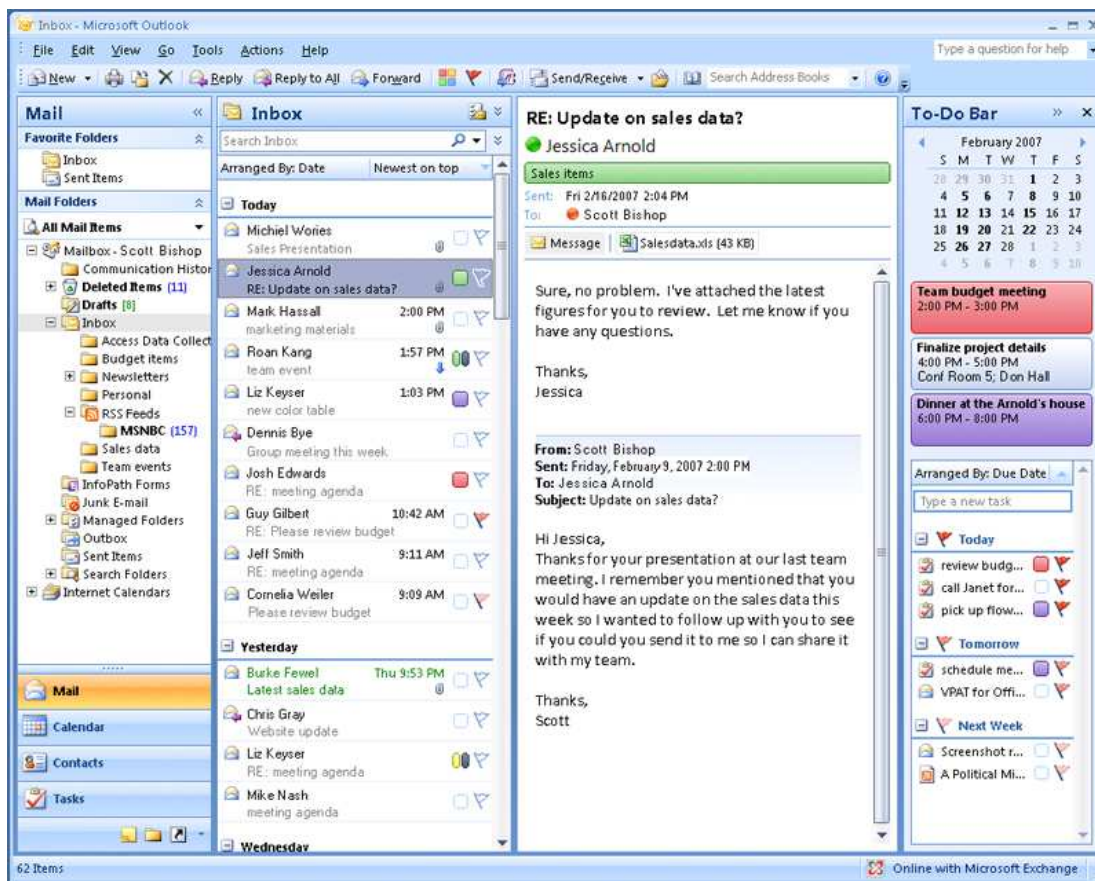 Inbox - Microsoft Outlook
File Edit View Go Tools Actions Help
Type a question for help
New Reply Reply to All Forward Send/Receive Search Address Books
Mail
Favorite Folders
Inbox
Sent Items
Mail Folders
All Mail Items
Mailbox - Scott Bishop
Communication Histor
Deleted Items (11)
Drafts [8]
Inbox
Access Data Collect
Budget items
Newsletters
Personal
RSS Feeds
MSNBC (157)
Sales data
Team events
InfoPath Forms
Junk E-mail
Managed Folders
Outbox
Sent Items
Search Folders
Internet Calendars
Mail
Calendar
Contacts
Tasks
62 Items
Inbox
Search Inbox
Arranged By: Date Newest on top
Today
Michiel Wories
Sales Presentation
Jessica Arnold
RE: Update on sales data?
Mark Hassall 2:00 PM
marketing materials
Roan Kang 1:57 PM
team event
Liz Keyser 1:03 PM
new color table
Dennis Bye
Group meeting this week
Josh Edwards
RE: meeting agenda
Guy Gilbert 10:42 AM
RE: Please review budget
Jeff Smith 9:11 AM
RE: meeting agenda
Cornelia Weiler 9:09 AM
Please review budget
Yesterday
Burke Fewel Thu 9:53 PM
Latest sales data
Chris Gray
Website update
Liz Keyser
RE: meeting agenda
Mike Nash
meeting agenda
Wednesday
RE: Update on sales data?
Jessica Arnold
Sales items
Sent: Fri 2/16/2007 2:04 PM
To: Scott Bishop
Message Salesdata.xls (43 KB)
Sure, no problem. I've attached the latest
figures for you to review. Let me know if you
have any questions.
Thanks,
Jessica
From: Scott Bishop
Sent: Friday, February 9, 2007 2:00 PM
To: Jessica Arnold
Subject: Update on sales data?
Hi Jessica,
Thanks for your presentation at our last team
meeting. I remember you mentioned that you
would have an update on the sales data this
week so I wanted to follow up with you to see
if you could you send it to me so I can share it
with my team.
Thanks,
Scott
To-Do Bar
February 2007
S M T W T F S
28 29 30 31 1 2 3
4 5 6 7 8 9 10
11 12 13 14 15 16 17
18 19 20 21 22 23 24
25 26 27 28 1 2 3
4 5 6 7 8 9 10
Team budget meeting
2:00 PM - 3:00 PM
Finalize project details
4:00 PM - 5:00 PM
Conf Room 5; Don Hall
Dinner at the Arnold's house
6:00 PM - 8:00 PM
Arranged By: Due Date
Type a new task
Today
review budg...
call Janet for...
pick up flow...
Tomorrow
schedule me...
VPAT for Offi...
Next Week
Screenshot r...
A Political Mi...
Online with Microsoft Exchange